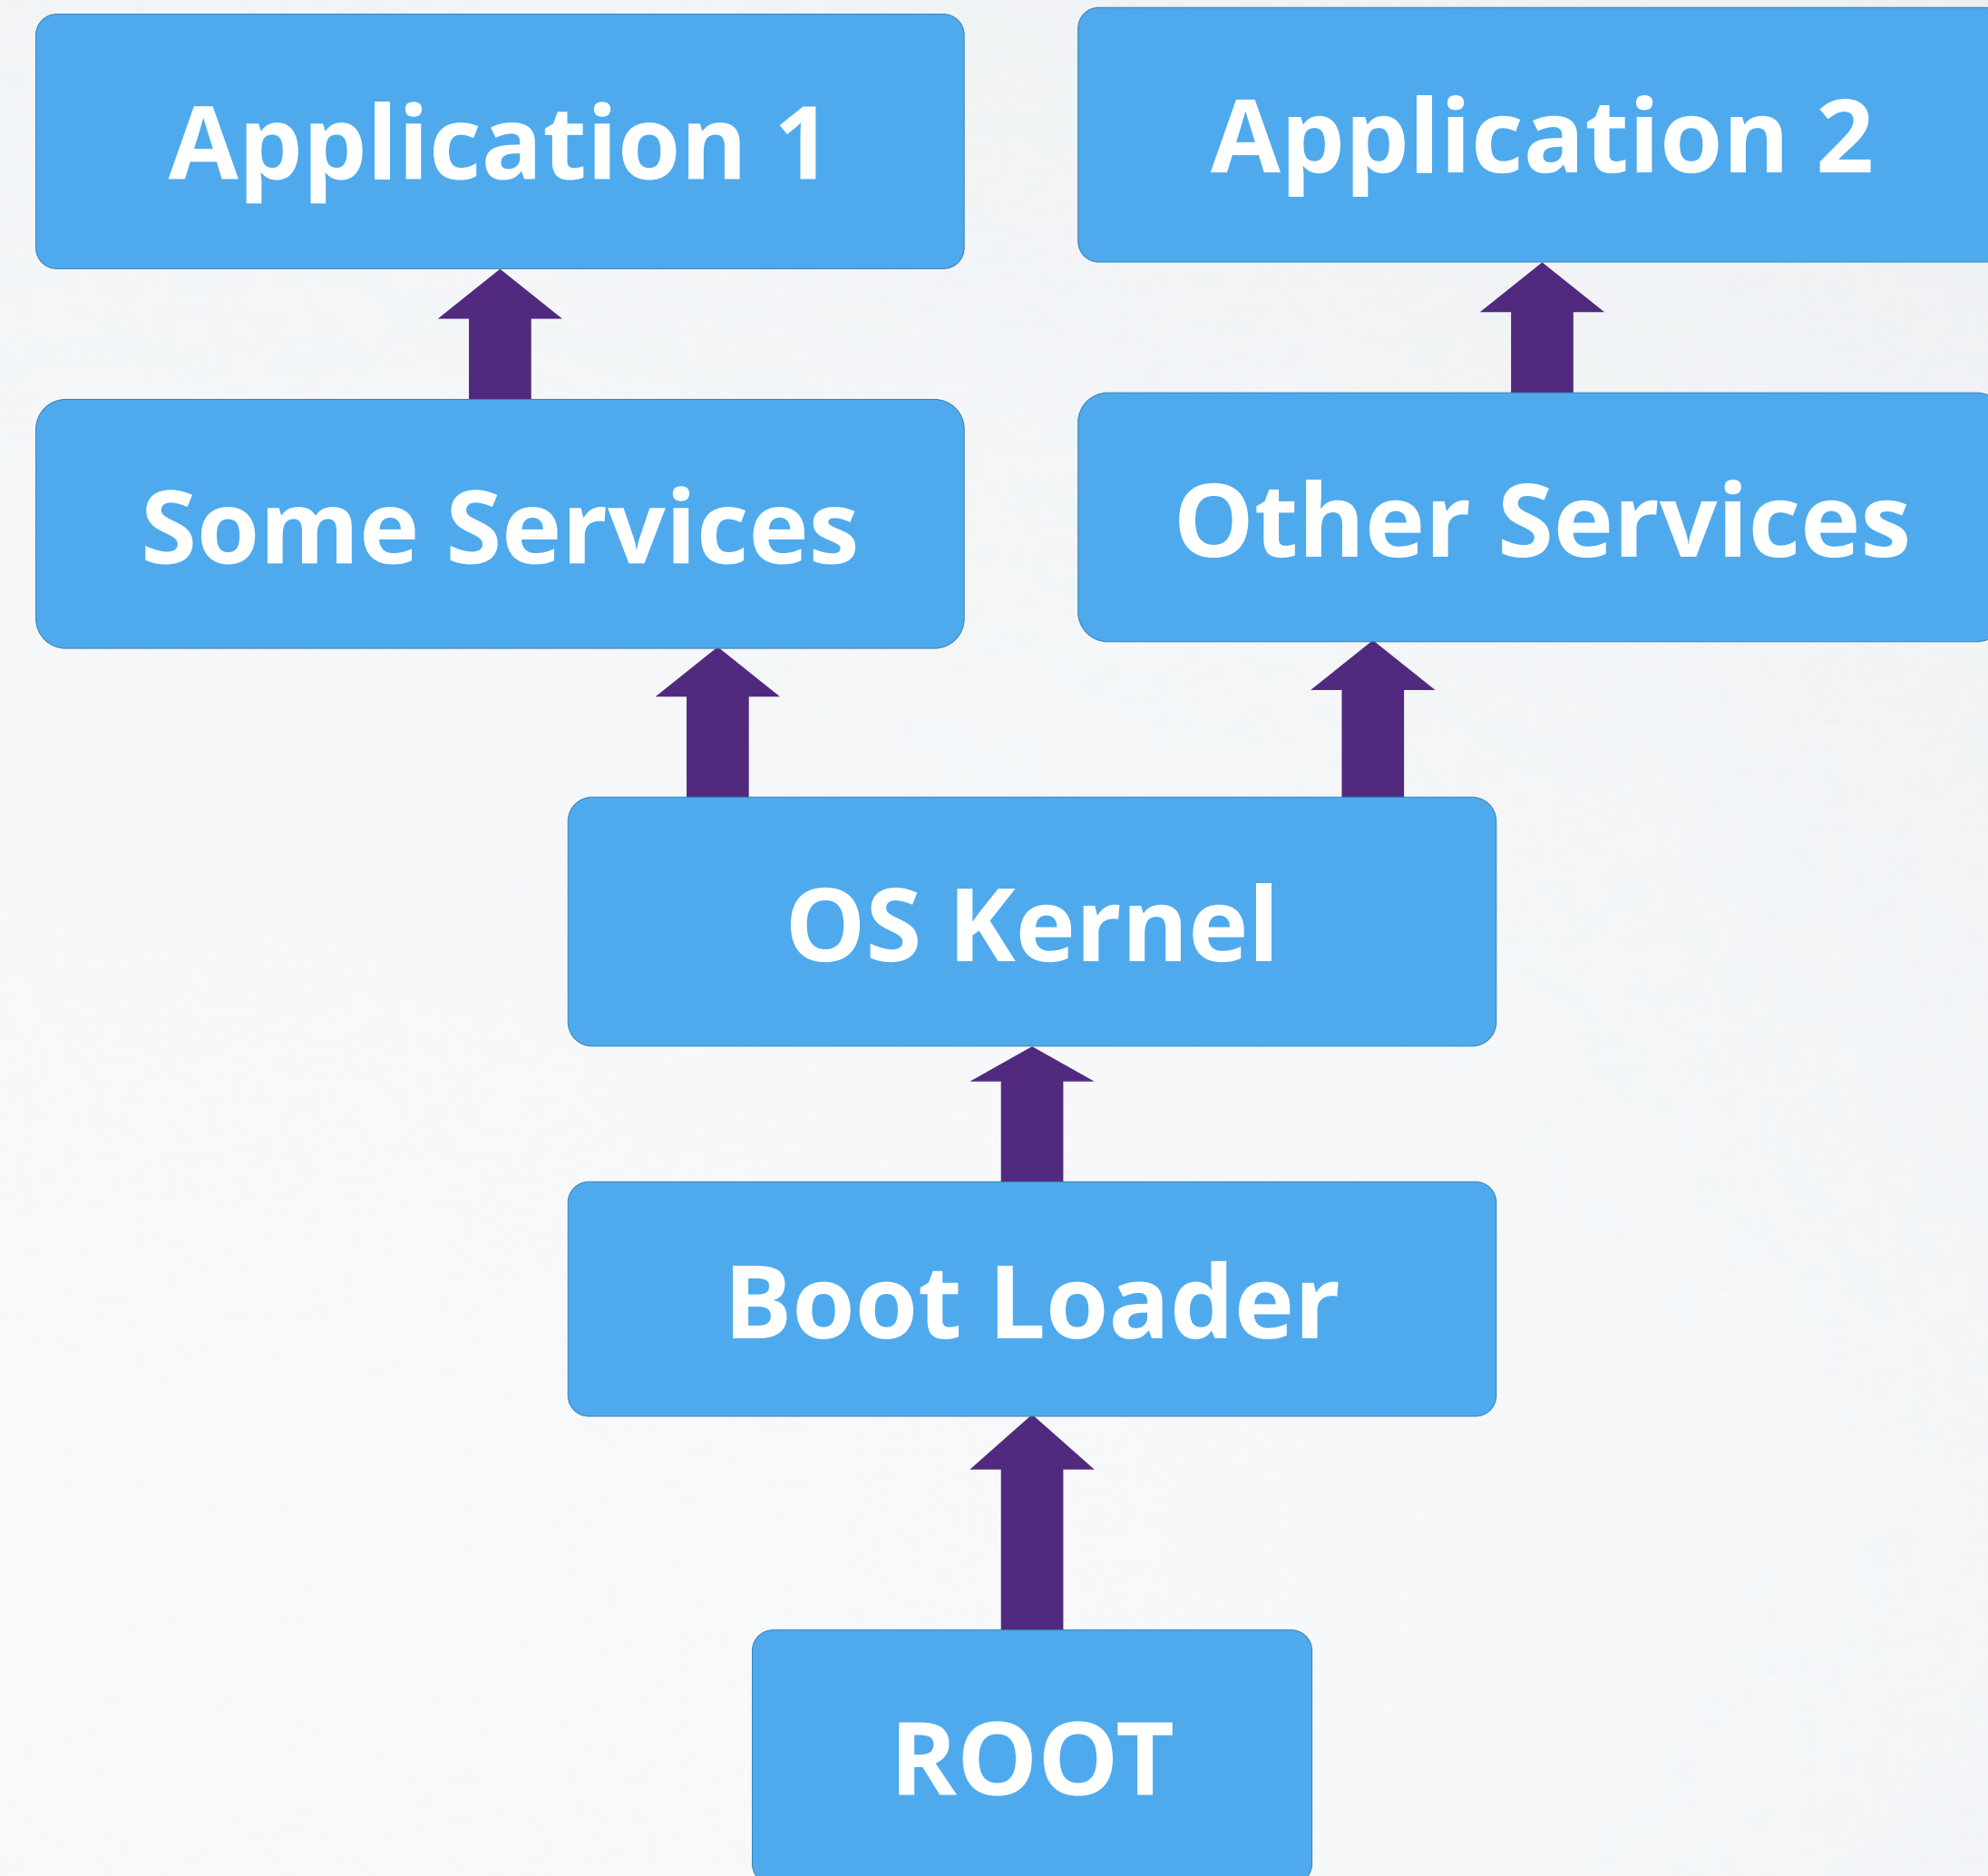 Application 1
Application 2
Some Services
Other Services
OS Kernel
Boot Loader
ROOT